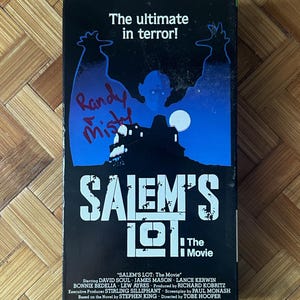 The ultimate
in terror!
Randy
+
Misty
SALEM'S
LOT:
The
Movie
"SALEM'S LOT: The Movie"
Starring DAVID SOUL · JAMES MASON · LANCE KERWIN
BONNIE BEDELIA · LEW AYRES · Produced by RICHARD KOBRITZ
Executive Producer STIRLING SILLIPHANT · Screenplay by PAUL MONASH
Based on the Novel by STEPHEN KING · Directed by TOBE HOOPER